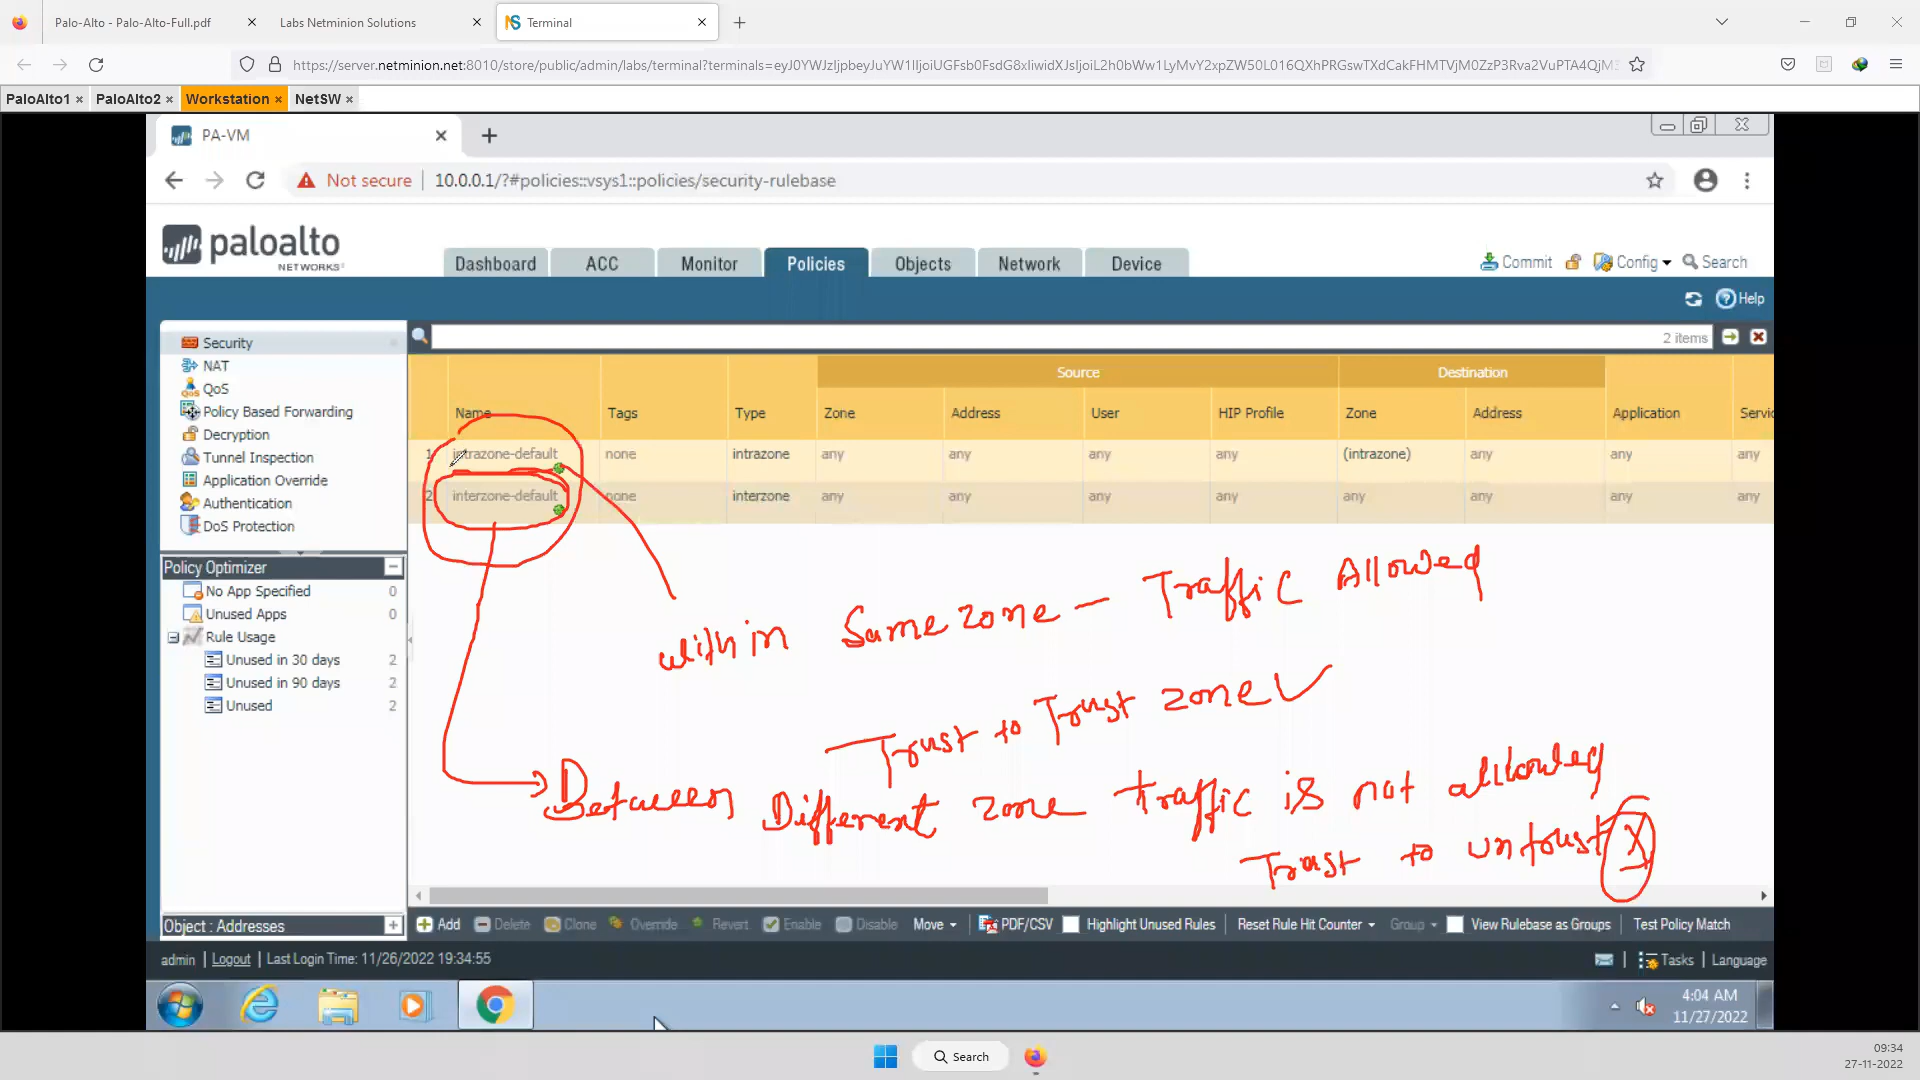 Palo-Alto - Palo-Alto-Full.pdf
Labs Netminion Solutions
Terminal
server.netminion.net:8010/store/public/admin/labs/terminal?
PaloAlto1
PaloAlto2
Workstation
NetSW
PA-VM
Not secure
10.0.0.1/?#policies::vsys1::policies/security-rulebase
paloalto
NETWORKS
Dashboard
ACC
Monitor
Policies
Objects
Network
Device
Commit
Config
Search
Help
Security
NAT
QoS
Policy Based Forwarding
Decryption
Tunnel Inspection
Application Override
Authentication
DoS Protection
Policy Optimizer
No App Specified 0
Unused Apps 0
Rule Usage
Unused in 30 days 2
Unused in 90 days 2
Unused 2
Object : Addresses
2 items
Source Destination
Name Tags Type Zone Address User HIP Profile Zone Address Application Servic
1 intrazone-default none intrazone any any any any (intrazone) any any any
2 interzone-default none interzone any any any any any any any any
within Same zone - Traffic Allowed
Trust to Trust zone ✓
Between Different zone traffic is not allowed
Trust to untrust X
Add Delete Clone Override Revert Enable Disable Move PDF/CSV Highlight Unused Rules Reset Rule Hit Counter Group View Rulebase as Groups Test Policy Match
admin | Logout | Last Login Time: 11/26/2022 19:34:55
Tasks | Language
4:04 AM
11/27/2022
Search
09:34
27-11-2022